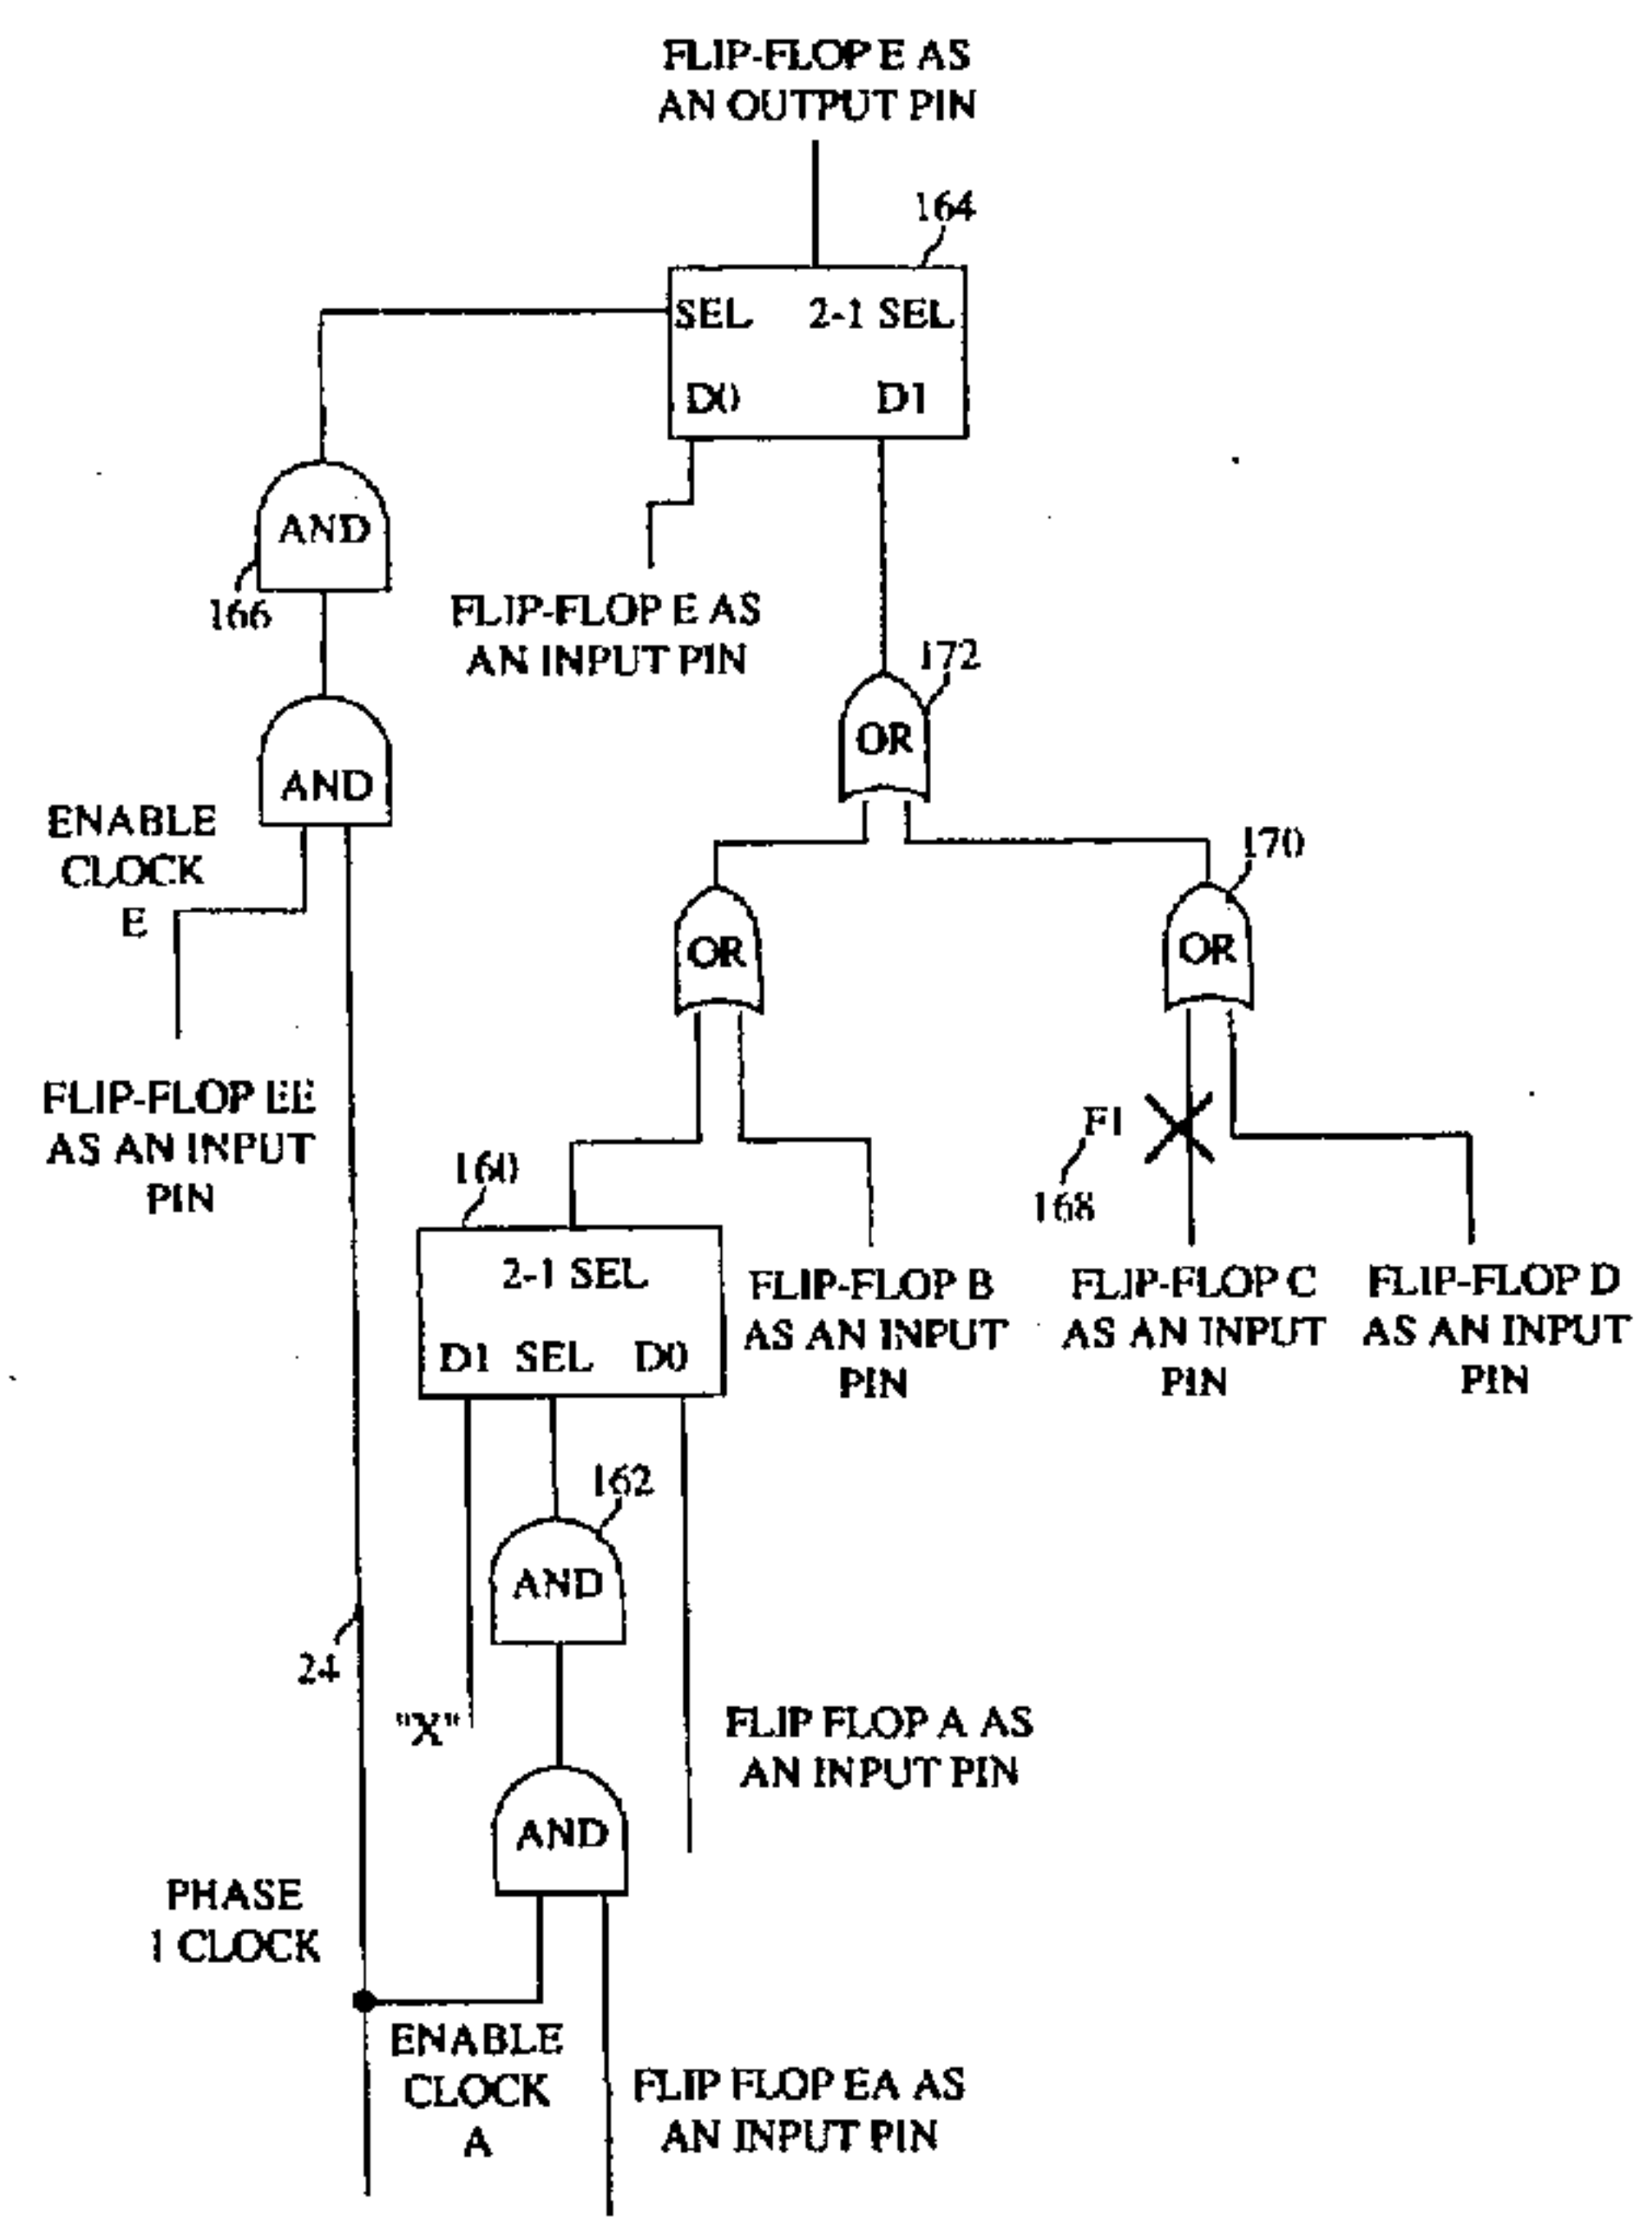 FLIP-FLOP E AS
AN OUTPUT PIN
164
SEL 2-1 SEL
D0 D1
AND
166
FLIP-FLOP E AS
AN INPUT PIN
172
OR
AND
ENABLE
CLOCK
E
170
OR
OR
FLIP-FLOP EE
AS AN INPUT
PIN
F1
168
160
2-1 SEL
D1 SEL D0
FLIP-FLOP B
AS AN INPUT
PIN
FLIP-FLOP C
AS AN INPUT
PIN
FLIP-FLOP D
AS AN INPUT
PIN
162
AND
24
"X"
FLIP FLOP A AS
AN INPUT PIN
AND
PHASE
1 CLOCK
ENABLE
CLOCK
A
FLIP FLOP EA AS
AN INPUT PIN